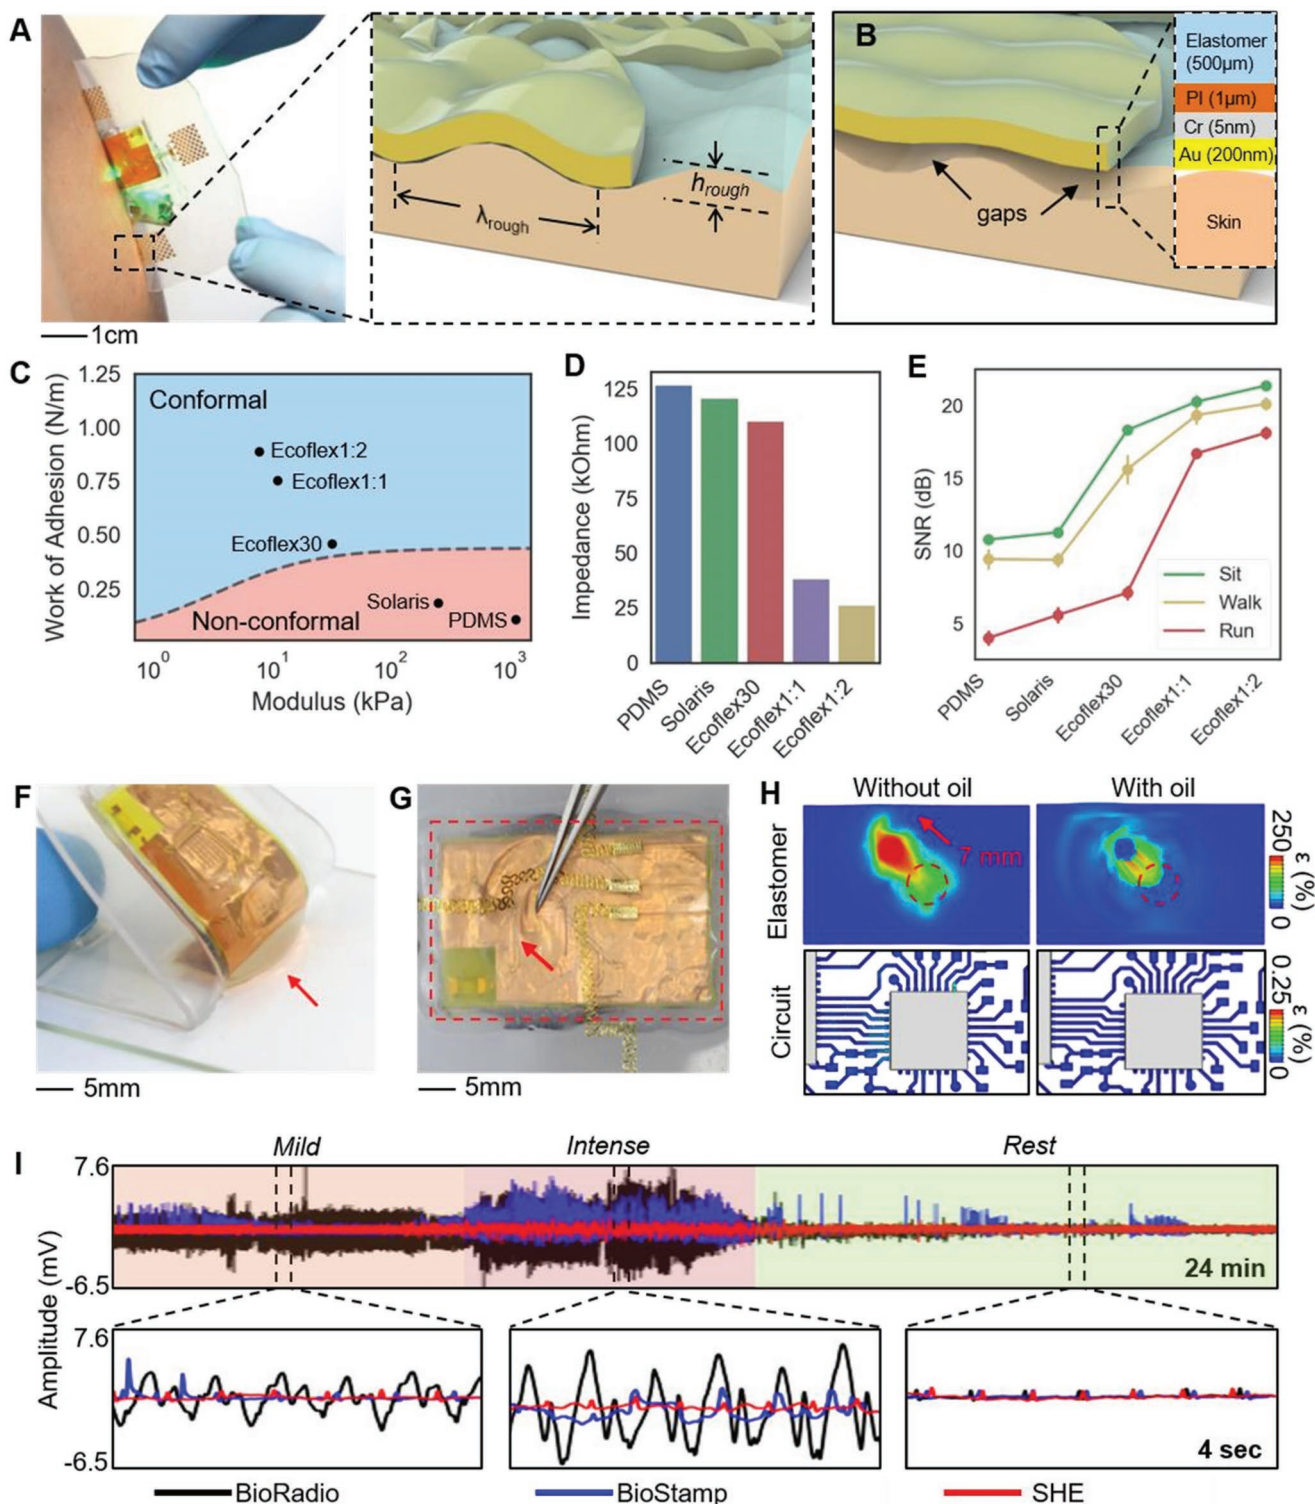 A
1cm
λrough
hrough
B
gaps
Elastomer
(500μm)
PI (1μm)
Cr (5nm)
Au (200nm)
Skin
C
Work of Adhesion (N/m)
1.25
1.00
0.75
0.50
0.25
Conformal
Ecoflex1:2
Ecoflex1:1
Ecoflex30
Solaris
PDMS
Non-conformal
10⁰
10¹
10²
10³
Modulus (kPa)
D
Impedance (kOhm)
125
100
75
50
25
0
PDMS
Solaris
Ecoflex30
Ecoflex1:1
Ecoflex1:2
E
SNR (dB)
20
15
10
5
Sit
Walk
Run
PDMS
Solaris
Ecoflex30
Ecoflex1:1
Ecoflex1:2
F
5mm
G
5mm
H
Without oil
With oil
Elastomer
7 mm
250
0
ε (%)
Circuit
0.25
0
ε (%)
I
Mild
Intense
Rest
Amplitude (mV)
7.6
-6.5
24 min
7.6
-6.5
4 sec
BioRadio
BioStamp
SHE